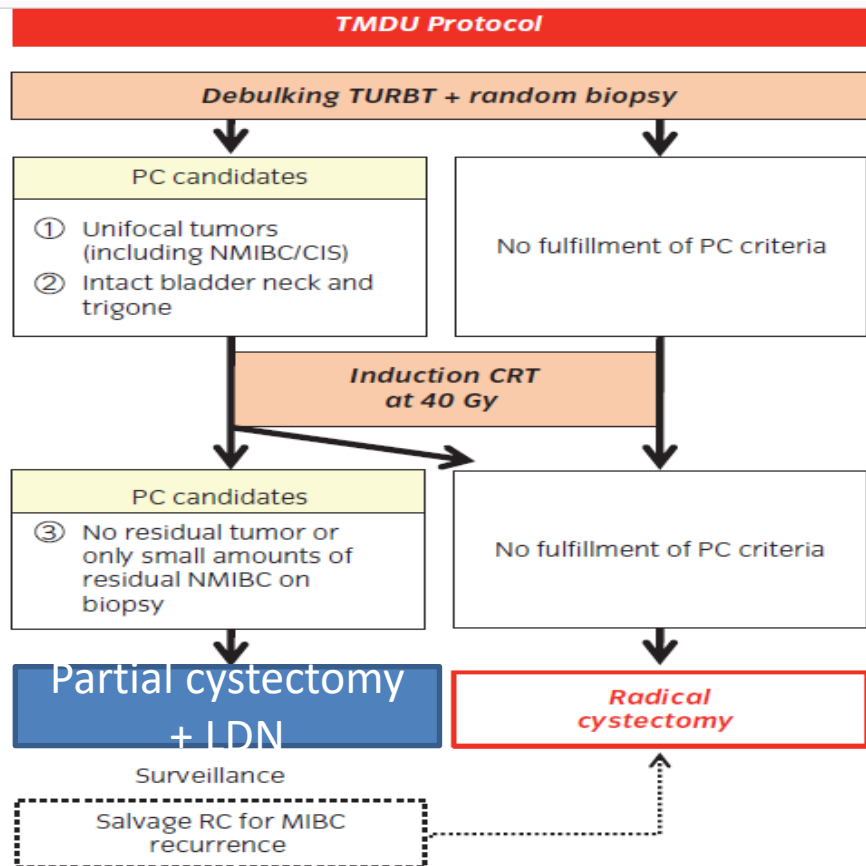 TMDU Protocol
Debulking TURBT + random biopsy
PC candidates
① Unifocal tumors
(including NMIBC/CIS)
② Intact bladder neck and
trigone
No fulfillment of PC criteria
Induction CRT
at 40 Gy
PC candidates
③ No residual tumor or
only small amounts of
residual NMIBC on
biopsy
No fulfillment of PC criteria
Partial cystectomy
+ LDN
Radical
cystectomy
Surveillance
Salvage RC for MIBC
recurrence